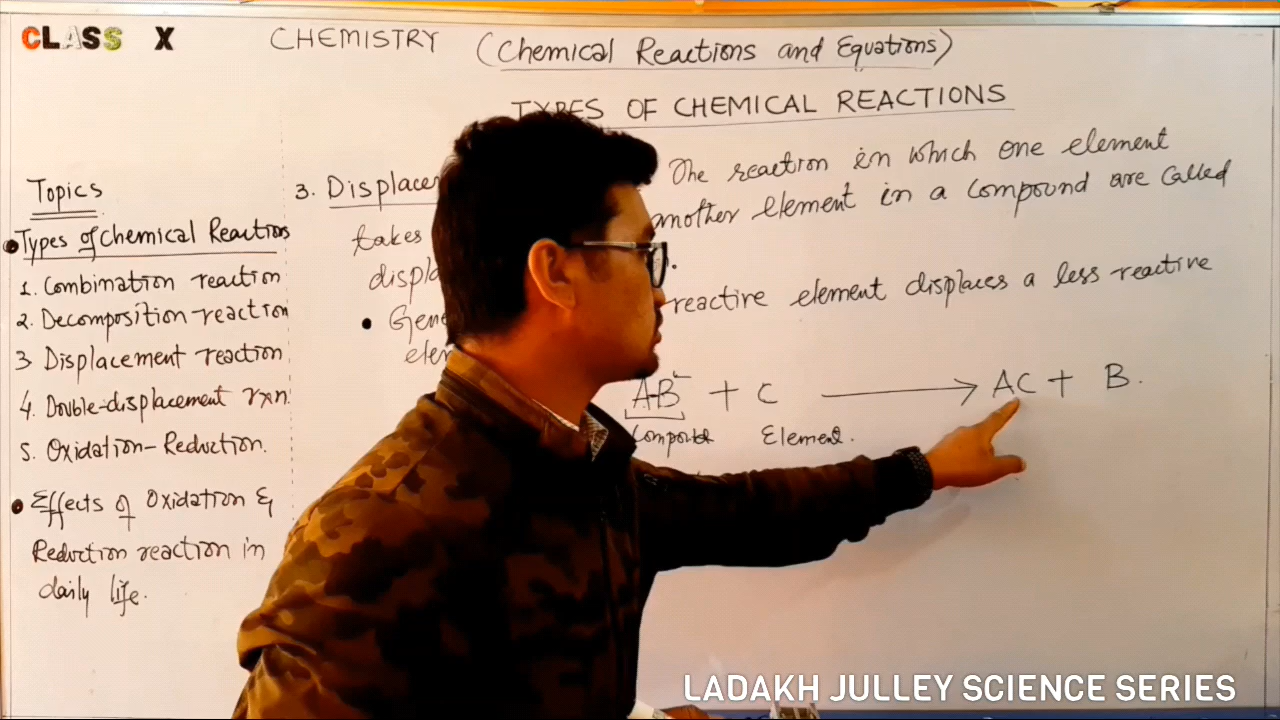 CLASS X
CHEMISTRY (Chemical Reactions and Equations)
TYPES OF CHEMICAL REACTIONS
Topics
Types of Chemical Reactions
1. Combination reaction
2. Decomposition-reaction
3 Displacement reaction
4. Double-displacement rxn.
5. Oxidation-Reduction.
Effects of Oxidation &
Reduction reaction in
daily life.
3. Displacem The reaction in which one element
takes another element in a compound are called
displa
Gene reactive element displaces a less reactive
elem
AB + C → AC + B.
Element.
LADAKH JULLEY SCIENCE SERIES